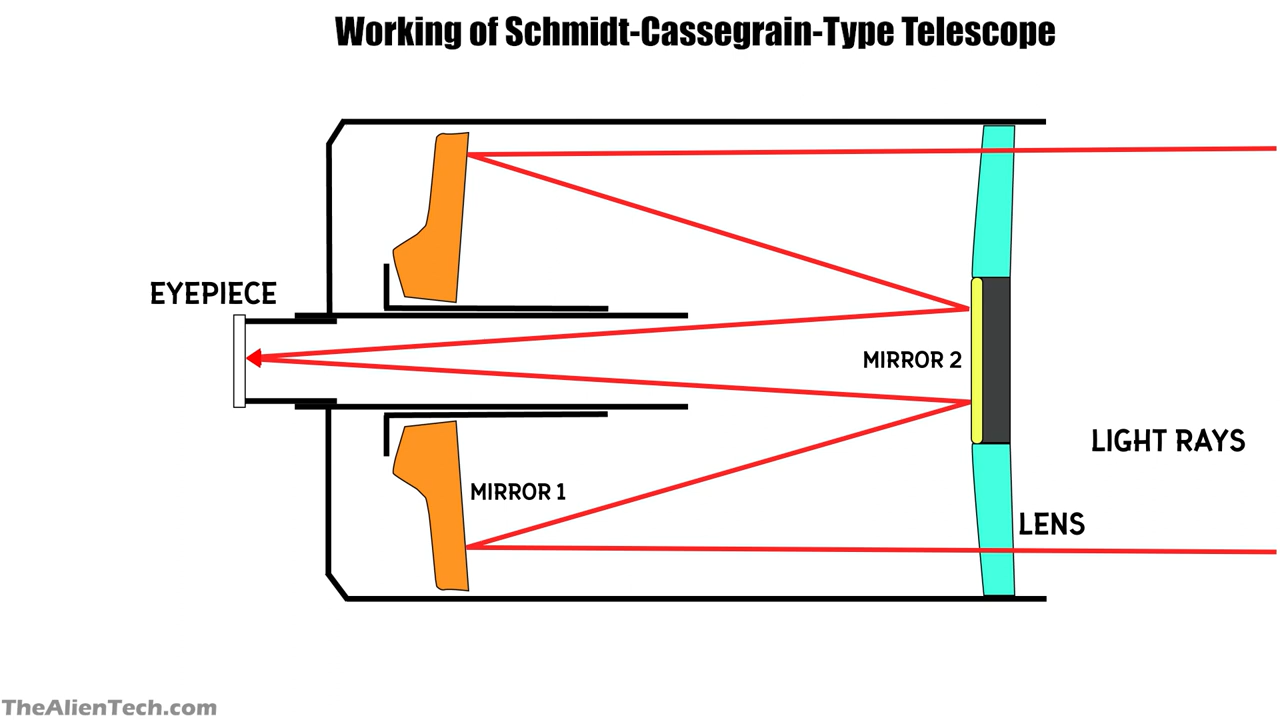 Working of Schmidt-Cassegrain-Type Telescope
EYEPIECE
MIRROR 2
LIGHT RAYS
MIRROR 1
LENS
TheAlienTech.com